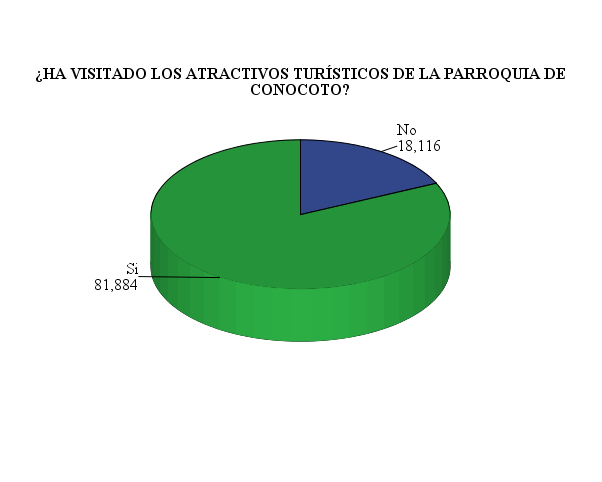 ¿HA VISITADO LOS ATRACTIVOS TURÍSTICOS DE LA PARROQUIA DE
CONOCOTO?
No
18,116
Si
81,884